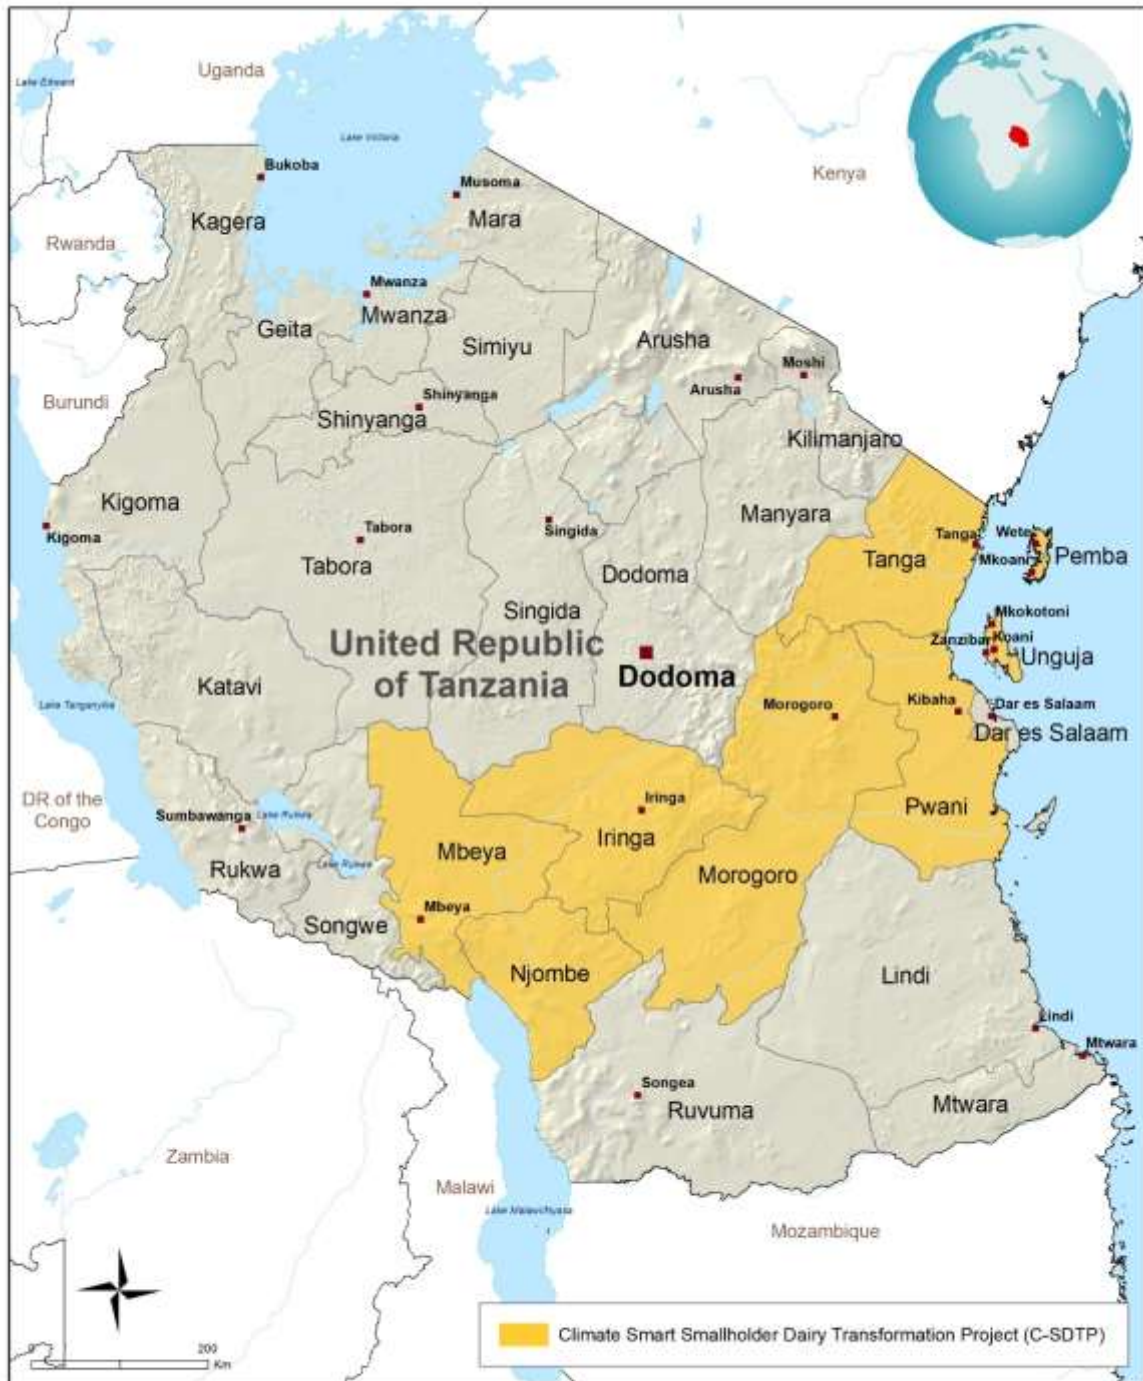 Uganda
Lake Edward
Lake Victoria
Kenya
Bukoba
Musoma
Kagera
Mara
Rwanda
Mwanza
Mwanza
Geita
Simiyu
Arusha
Moshi
Arusha
Burundi
Shinyanga
Shinyanga
Kilimanjaro
Kigoma
Kigoma
Manyara
Tabora
Tabora
Singida
Singida
Dodoma
Tanga
Tanga
Wete
Mkoani
Pemba
Mkokotoni
Koani
Zanzibar
Unguja
United Republic
of Tanzania
Dodoma
Katavi
Lake Tanganyika
Morogoro
Kibaha
Dar es Salaam
Dar es Salaam
DR of the
Congo
Sumbawanga
Lake Rukwa
Lake Rukwa
Rukwa
Iringa
Iringa
Pwani
Mbeya
Mbeya
Morogoro
Songwe
Njombe
Lindi
Lindi
Mtwara
Mtwara
Songea
Ruvuma
Zambia
Malawi
Lake Malawi/Nyasa
Mozambique
0 200
Km
Climate Smart Smallholder Dairy Transformation Project (C-SDTP)